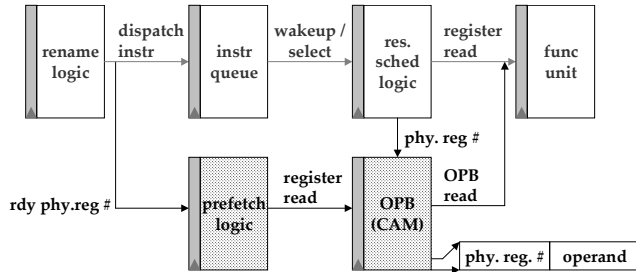 rename
logic
dispatch
instr
instr
queue
wakeup /
select
res.
sched
logic
register
read
func
unit
phy. reg #
rdy phy.reg #
prefetch
logic
register
read
OPB
(CAM)
OPB
read
phy. reg. #
operand